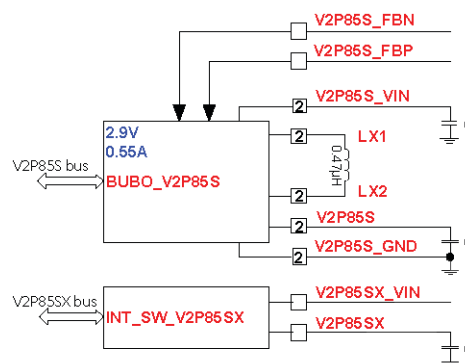 V2P85S_FBN
V2P85S_FBP
V2P85S_VIN
2
2.9V
0.55A
2
LX1
V2P85S bus
BUBO_V2P85S
0.47µH
2
LX2
2
V2P85S
2
V2P85S_GND
V2P85SX bus
INT_SW_V2P85SX
V2P85SX_VIN
V2P85SX